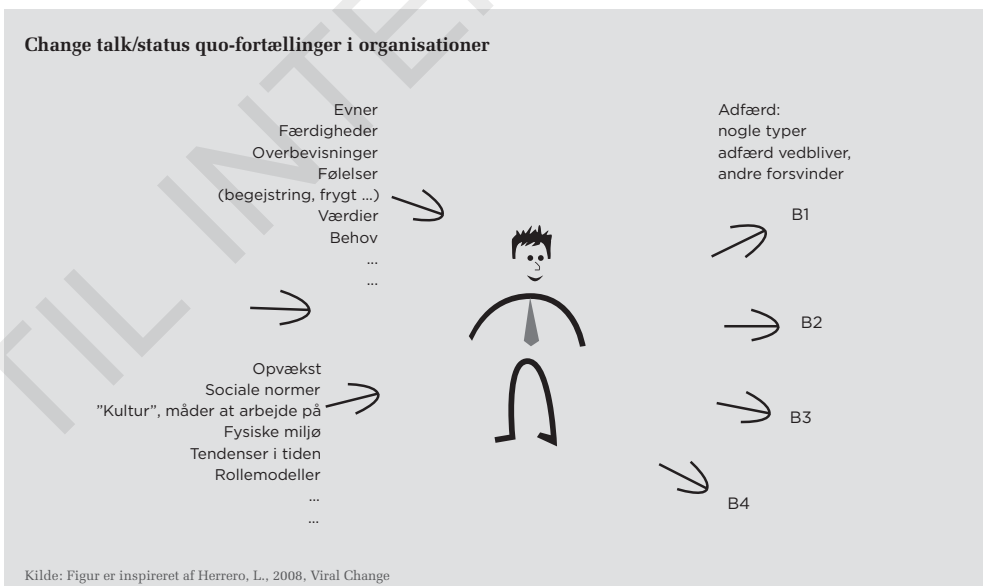 Change talk/status quo-fortællinger i organisationer
Evner
Færdigheder
Overbevisninger
Følelser
(begejstring, frygt ...)
Værdier
Behov
...
...
Opvækst
Sociale normer
”Kultur”, måder at arbejde på
Fysiske miljø
Tendenser i tiden
Rollemodeller
...
...
Adfærd:
nogle typer
adfærd vedbliver,
andre forsvinder
B1
B2
B3
B4
Kilde: Figur er inspireret af Herrero, L., 2008, Viral Change
TIL INTE